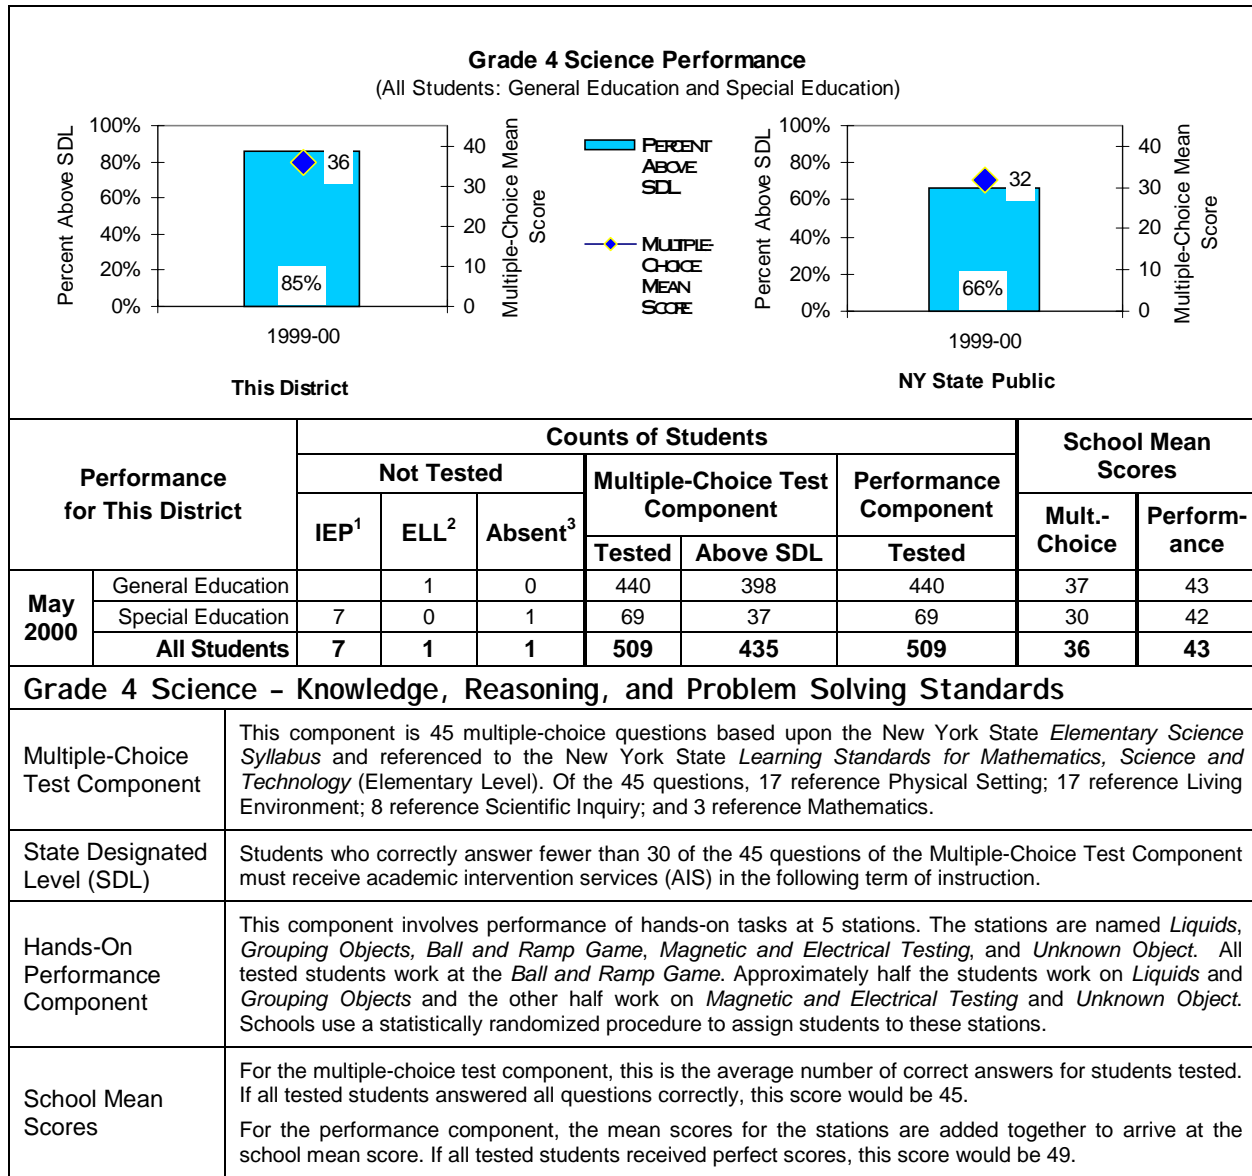 Grade 4 Science Performance
(All Students: General Education and Special Education)
Percent Above SDL
100%
80%
60%
40%
20%
0%
36
85%
1999-00
40
30
20
10
0
Multiple-Choice Mean
Score
This District
PERCENT
ABOVE
SDL
MULTIPLE-
CHOICE
MEAN
SCORE
Percent Above SDL
100%
80%
60%
40%
20%
0%
32
66%
1999-00
40
30
20
10
0
Multiple-Choice Mean
Score
NY State Public
Performance
for This District
Counts of Students
School Mean
Scores
Not Tested
Multiple-Choice Test
Component
Performance
Component
IEP1 ELL2 Absent3
Mult.-
Choice
Perform-
ance
Tested Above SDL Tested
May
2000
General Education 1 0 440 398 440 37 43
Special Education 7 0 1 69 37 69 30 42
All Students 7 1 1 509 435 509 36 43
Grade 4 Science – Knowledge, Reasoning, and Problem Solving Standards
Multiple-Choice
Test Component
This component is 45 multiple-choice questions based upon the New York State Elementary Science
Syllabus and referenced to the New York State Learning Standards for Mathematics, Science and
Technology (Elementary Level). Of the 45 questions, 17 reference Physical Setting; 17 reference Living
Environment; 8 reference Scientific Inquiry; and 3 reference Mathematics.
State Designated
Level (SDL)
Students who correctly answer fewer than 30 of the 45 questions of the Multiple-Choice Test Component
must receive academic intervention services (AIS) in the following term of instruction.
Hands-On
Performance
Component
This component involves performance of hands-on tasks at 5 stations. The stations are named Liquids,
Grouping Objects, Ball and Ramp Game, Magnetic and Electrical Testing, and Unknown Object. All
tested students work at the Ball and Ramp Game. Approximately half the students work on Liquids and
Grouping Objects and the other half work on Magnetic and Electrical Testing and Unknown Object.
Schools use a statistically randomized procedure to assign students to these stations.
School Mean
Scores
For the multiple-choice test component, this is the average number of correct answers for students tested.
If all tested students answered all questions correctly, this score would be 45.
For the performance component, the mean scores for the stations are added together to arrive at the
school mean score. If all tested students received perfect scores, this score would be 49.